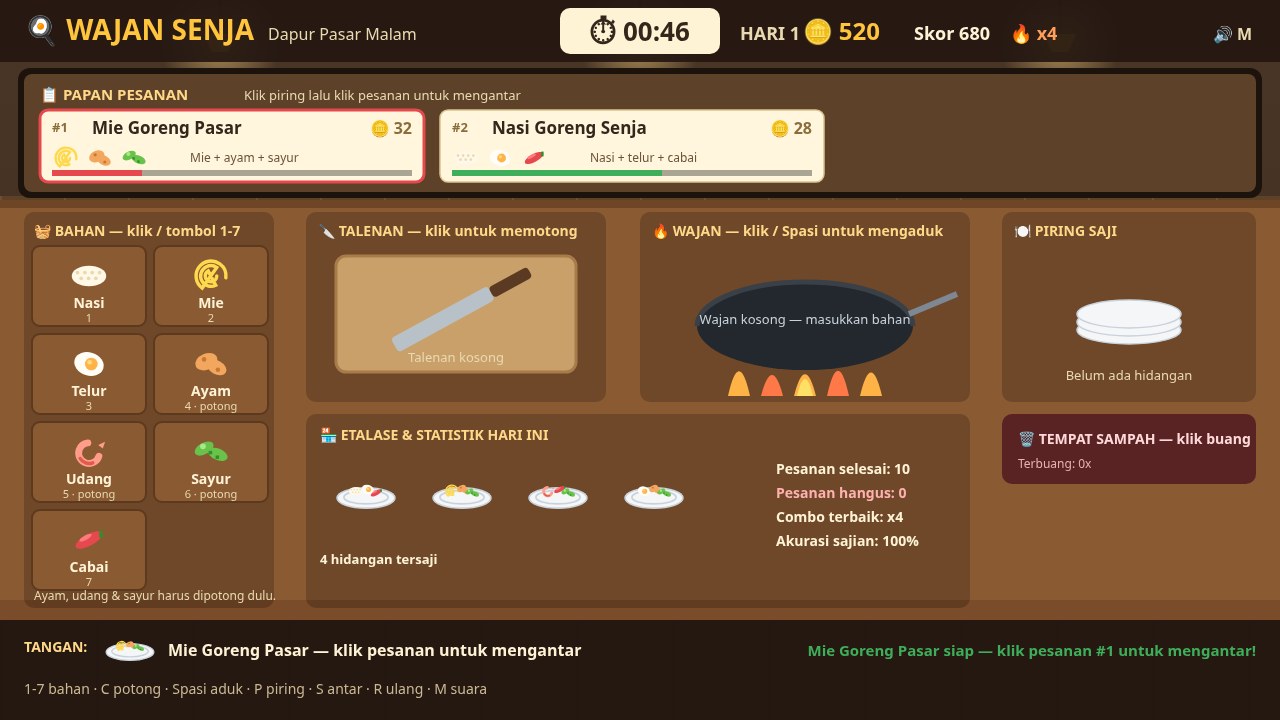 WAJAN SENJA Dapur Pasar Malam 00:46 HARI 1 520 Skor 680 x4 M
PAPAN PESANAN Klik piring lalu klik pesanan untuk mengantar
#1 Mie Goreng Pasar 32
Mie + ayam + sayur
#2 Nasi Goreng Senja 28
Nasi + telur + cabai
BAHAN — klik / tombol 1-7
Nasi
1
Mie
2
Telur
3
Ayam
4 · potong
Udang
5 · potong
Sayur
6 · potong
Cabai
7
Ayam, udang & sayur harus dipotong dulu.
TALENAN — klik untuk memotong
Talenan kosong
WAJAN — klik / Spasi untuk mengaduk
Wajan kosong — masukkan bahan
PIRING SAJI
Belum ada hidangan
ETALASE & STATISTIK HARI INI
4 hidangan tersaji
Pesanan selesai: 10
Pesanan hangus: 0
Combo terbaik: x4
Akurasi sajian: 100%
TEMPAT SAMPAH — klik buang
Terbuang: 0x
TANGAN: Mie Goreng Pasar — klik pesanan untuk mengantar
Mie Goreng Pasar siap — klik pesanan #1 untuk mengantar!
1-7 bahan · C potong · Spasi aduk · P piring · S antar · R ulang · M suara